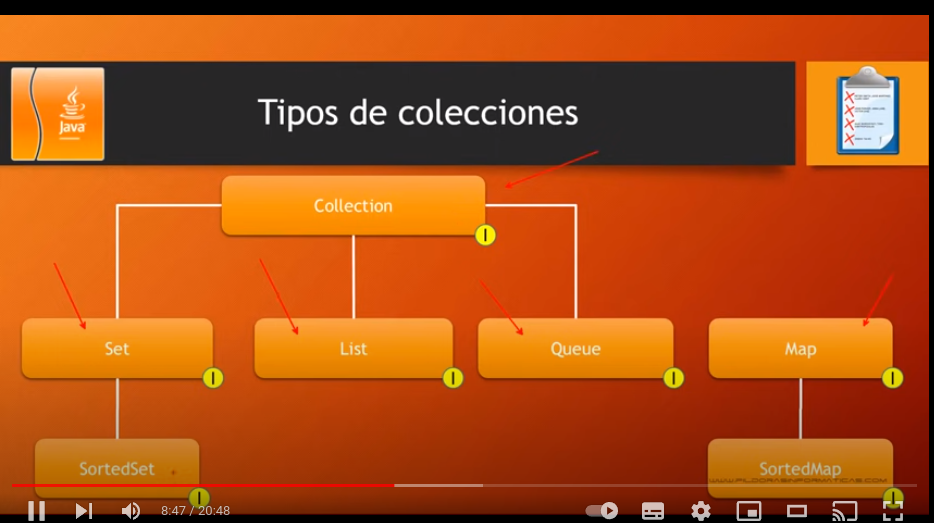 Java
Tipos de colecciones
Collection
I
Set
I
List
I
Queue
I
Map
I
SortedSet
I
SortedMap
I
WWW.PILDORASINFORMATICAS.COM
8:47 / 20:48